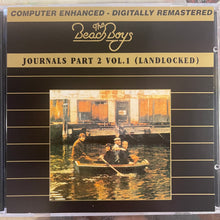 COMPUTER ENHANCED - DIGITALLY REMASTERED
the
Beach Boys
JOURNALS PART 2 VOL.1 (LANDLOCKED)